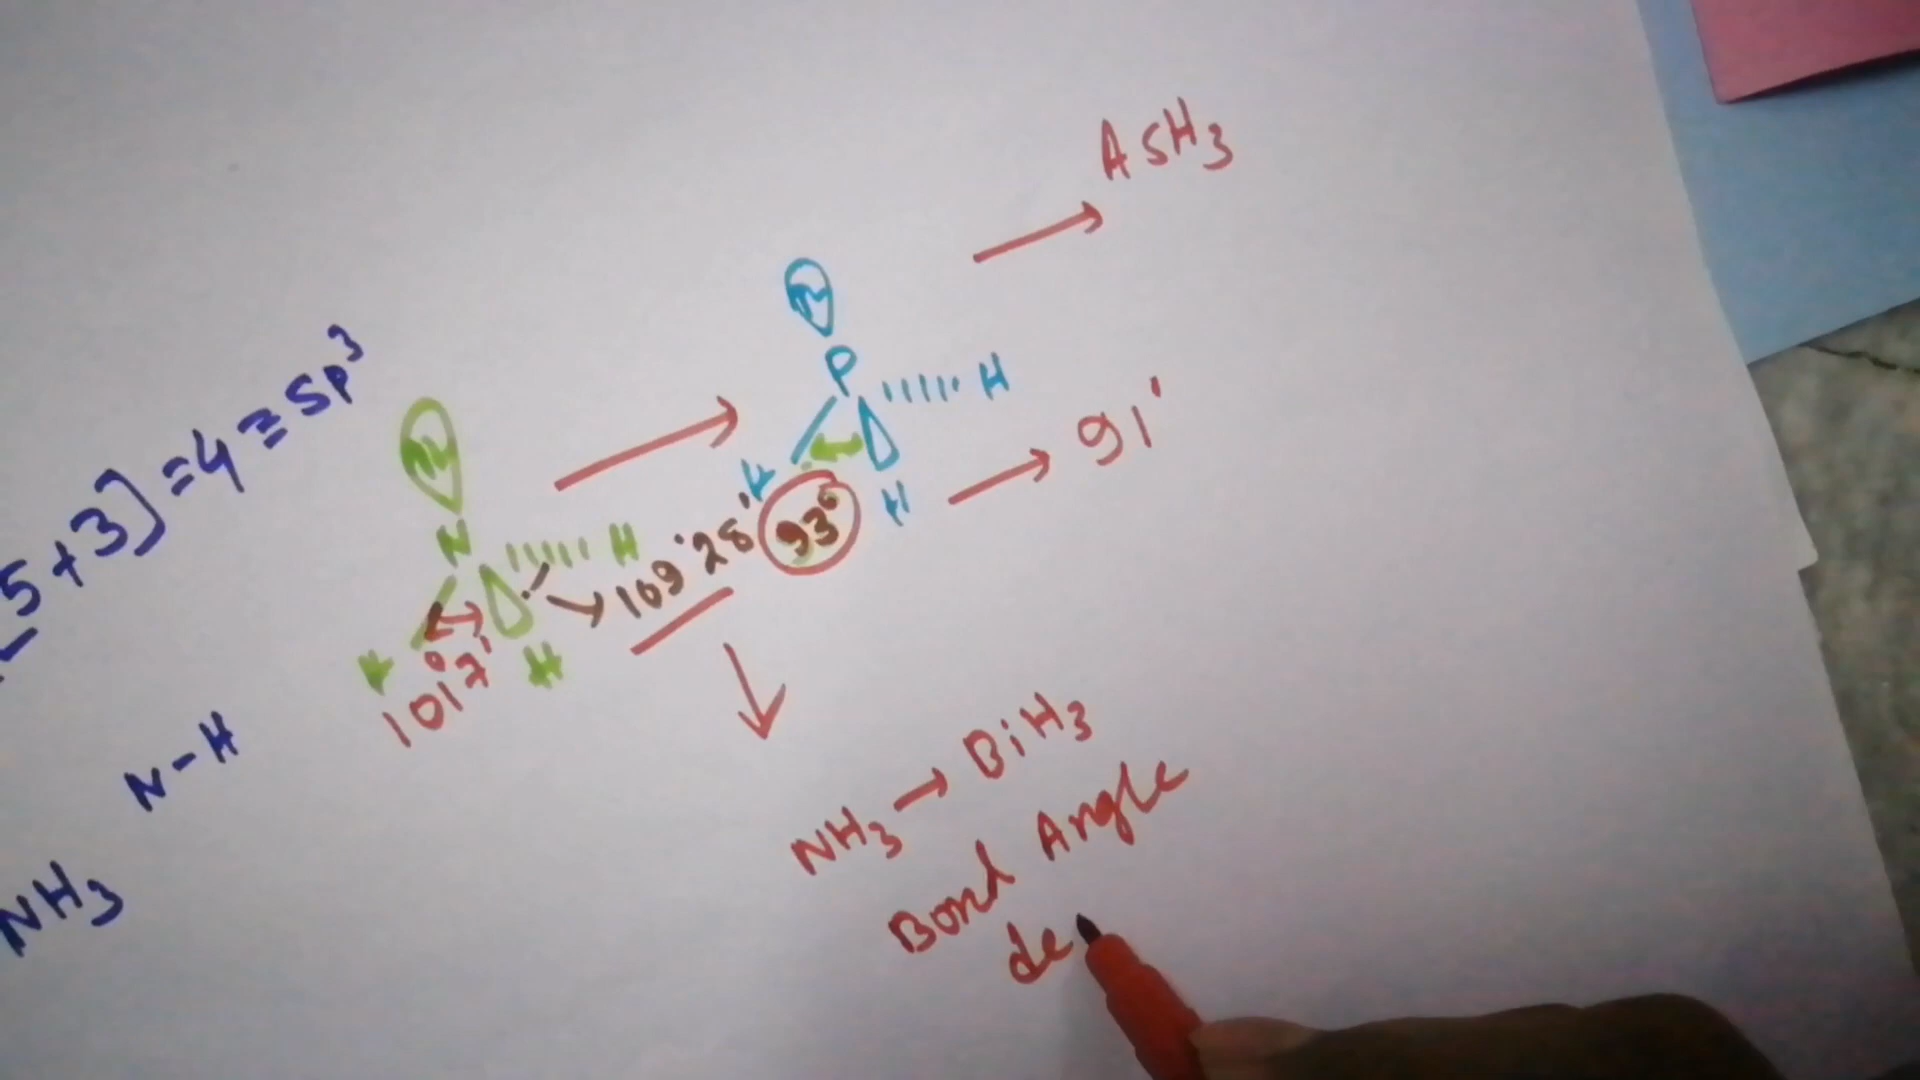 AsH3
5+3]=4≡sp3
P
H
H
H
91°
93°
N
H
H
H
109°28'
101°7'
N-H
NH3
NH3→BiH3
Bond Angle
de